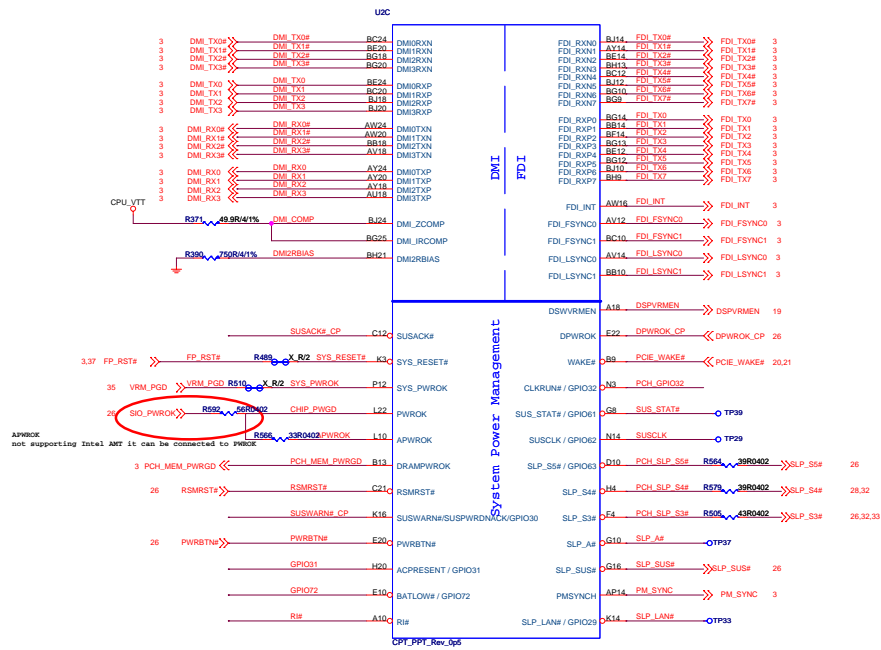 U2C
3 DMI_TX0# DMI_TX0# BC24 DMI0RXN FDI_RXN0 BJ14 FDI_TX0# FDI_TX0# 3
3 DMI_TX1# DMI_TX1# BE20 DMI1RXN FDI_RXN1 AY14 FDI_TX1# FDI_TX1# 3
3 DMI_TX2# DMI_TX2# BG18 DMI2RXN FDI_RXN2 BE14 FDI_TX2# FDI_TX2# 3
3 DMI_TX3# DMI_TX3# BG20 DMI3RXN FDI_RXN3 BH13 FDI_TX3# FDI_TX3# 3
FDI_RXN4 BC12 FDI_TX4# FDI_TX4# 3
3 DMI_TX0 DMI_TX0 BE24 DMI0RXP FDI_RXN5 BJ12 FDI_TX5# FDI_TX5# 3
3 DMI_TX1 DMI_TX1 BC20 DMI1RXP FDI_RXN6 BG10 FDI_TX6# FDI_TX6# 3
3 DMI_TX2 DMI_TX2 BJ18 DMI2RXP FDI_RXN7 BG9 FDI_TX7# FDI_TX7# 3
3 DMI_TX3 DMI_TX3 BJ20 DMI3RXP
FDI_RXP0 BG14 FDI_TX0 FDI_TX0 3
3 DMI_RX0# DMI_RX0# AW24 DMI0TXN FDI_RXP1 BB14 FDI_TX1 FDI_TX1 3
3 DMI_RX1# DMI_RX1# AW20 DMI1TXN FDI_RXP2 BF14 FDI_TX2 FDI_TX2 3
3 DMI_RX2# DMI_RX2# BB18 DMI2TXN FDI_RXP3 BG13 FDI_TX3 FDI_TX3 3
3 DMI_RX3# DMI_RX3# AV18 DMI3TXN FDI_RXP4 BE12 FDI_TX4 FDI_TX4 3
FDI_RXP5 BG12 FDI_TX5 FDI_TX5 3
3 DMI_RX0 DMI_RX0 AY24 DMI0TXP FDI_RXP6 BJ10 FDI_TX6 FDI_TX6 3
3 DMI_RX1 DMI_RX1 AY20 DMI1TXP FDI_RXP7 BH9 FDI_TX7 FDI_TX7 3
3 DMI_RX2 DMI_RX2 AY18 DMI2TXP
3 DMI_RX3 DMI_RX3 AU18 DMI3TXP
DMI FDI
CPU_VTT FDI_INT AW16 FDI_INT FDI_INT 3
R371 49.9R/4/1% DMI_COMP BJ24 DMI_ZCOMP FDI_FSYNC0 AV12 FDI_FSYNC0 FDI_FSYNC0 3
BG25 DMI_IRCOMP FDI_FSYNC1 BC10 FDI_FSYNC1 FDI_FSYNC1 3
R390 750R/4/1% DMI2RBIAS BH21 DMI2RBIAS FDI_LSYNC0 AV14 FDI_LSYNC0 FDI_LSYNC0 3
FDI_LSYNC1 BB10 FDI_LSYNC1 FDI_LSYNC1 3
System Power Management
DSWVRMEN A18 DSPVRMEN DSPVRMEN 19
SUSACK#_CP C12 SUSACK# DPWROK E22 DPWROK_CP DPWROK_CP 26
3,37 FP_RST# FP_RST# R489 X_R/2 SYS_RESET# K3 SYS_RESET# WAKE# B9 PCIE_WAKE# PCIE_WAKE# 20,21
35 VRM_PGD VRM_PGD R510 X_R/2 SYS_PWROK P12 SYS_PWROK CLKRUN# / GPIO32 N3 PCH_GPIO32
26 SIO_PWROK R592 56R0402 CHIP_PWGD L22 PWROK SUS_STAT# / GPIO61 G8 SUS_STAT# TP39
APWROK
not supporting Intel AMT it can be connected to PWROK
R566 33R0402 APWROK L10 APWROK SUSCLK / GPIO62 N14 SUSCLK TP29
3 PCH_MEM_PWRGD PCH_MEM_PWRGD B13 DRAMPWROK SLP_S5# / GPIO63 D10 PCH_SLP_S5# R564 39R0402 SLP_S5# 26
26 RSMRST# RSMRST# C21 RSMRST# SLP_S4# H4 PCH_SLP_S4# R579 39R0402 SLP_S4# 28,32
SUSWARN#_CP K16 SUSWARN#/SUSPWRDNACK/GPIO30 SLP_S3# F4 PCH_SLP_S3# R505 43R0402 SLP_S3# 26,32,33
26 PWRBTN# PWRBTN# E20 PWRBTN# SLP_A# G10 SLP_A# TP37
GPIO31 H20 ACPRESENT / GPIO31 SLP_SUS# G16 SLP_SUS# SLP_SUS# 26
GPIO72 E10 BATLOW# / GPIO72 PMSYNCH AP14 PM_SYNC PM_SYNC 3
RI# A10 RI# SLP_LAN# / GPIO29 K14 SLP_LAN# TP33
CPT_PPT_Rev_0p5